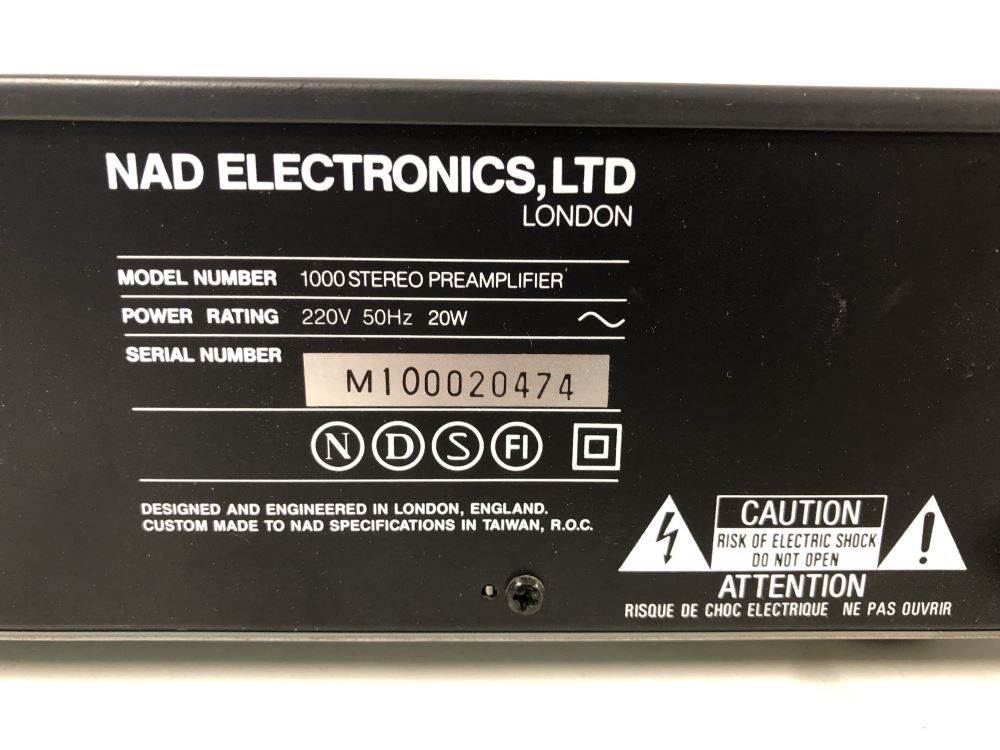 NAD ELECTRONICS, LTD
LONDON
MODEL NUMBER 1000 STEREO PREAMPLIFIER
POWER RATING 220V 50Hz 20W
SERIAL NUMBER M100020474
N D S FI
DESIGNED AND ENGINEERED IN LONDON, ENGLAND.
CUSTOM MADE TO NAD SPECIFICATIONS IN TAIWAN, R.O.C.
CAUTION
RISK OF ELECTRIC SHOCK
DO NOT OPEN
ATTENTION
RISQUE DE CHOC ELECTRIQUE NE PAS OUVRIR